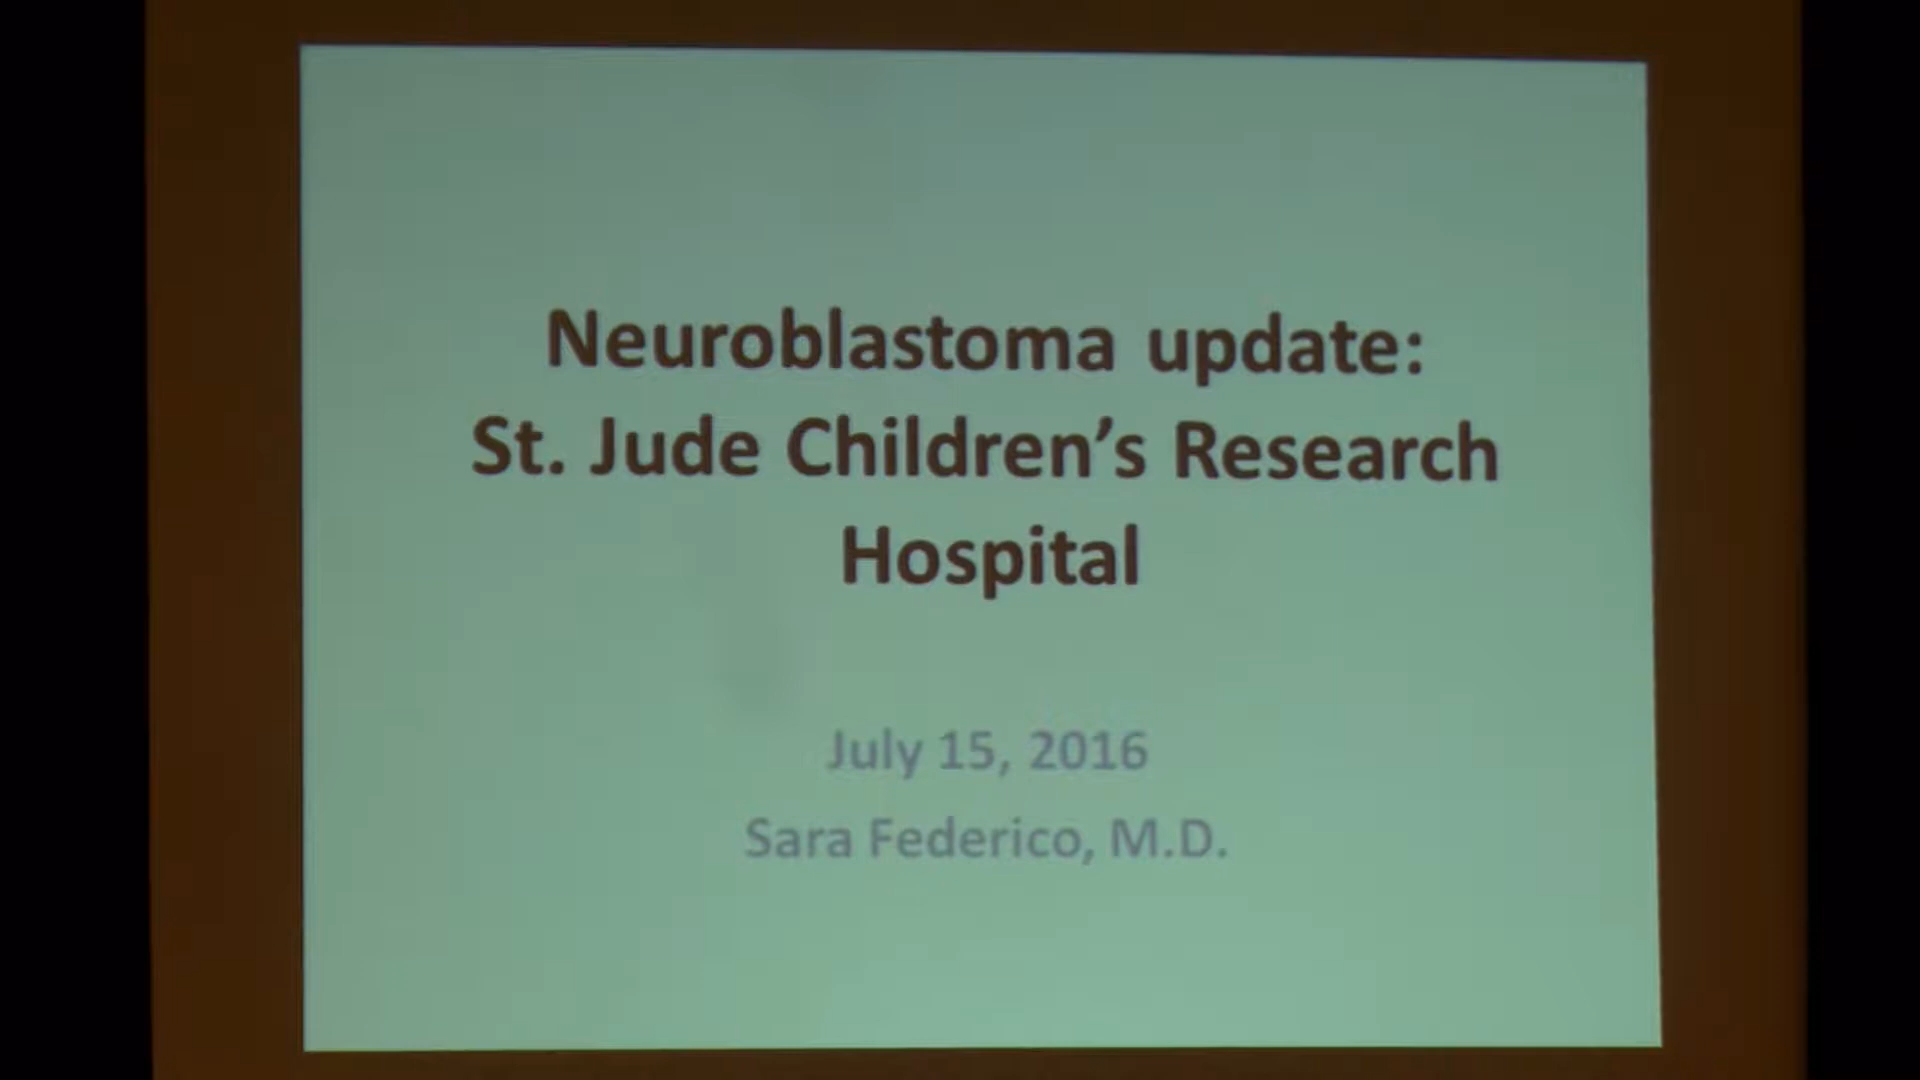 Neuroblastoma update:
St. Jude Children’s Research
Hospital
July 15, 2016
Sara Federico, M.D.